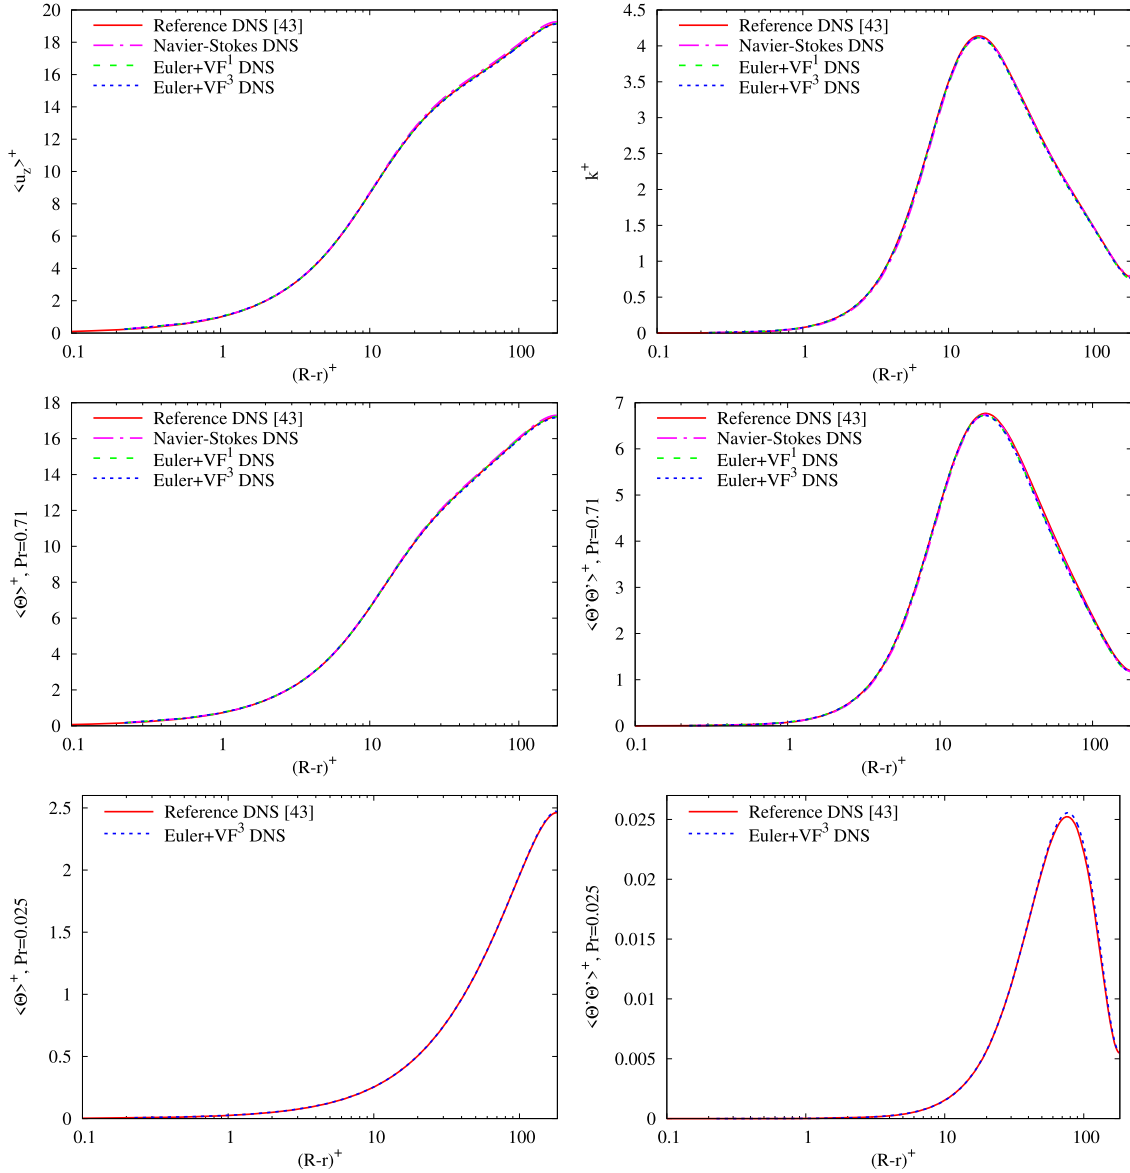 20
18
16
14
12
10
8
6
4
2
0
<u_z>^+
Reference DNS [43]
Navier-Stokes DNS
Euler+VF^1 DNS
Euler+VF^3 DNS
0.1 1 10 100
(R-r)^+
4.5
4
3.5
3
2.5
2
1.5
1
0.5
0
k^+
Reference DNS [43]
Navier-Stokes DNS
Euler+VF^1 DNS
Euler+VF^3 DNS
0.1 1 10 100
(R-r)^+
18
16
14
12
10
8
6
4
2
0
<Θ>^+, Pr=0.71
Reference DNS [43]
Navier-Stokes DNS
Euler+VF^1 DNS
Euler+VF^3 DNS
0.1 1 10 100
(R-r)^+
7
6
5
4
3
2
1
0
<Θ'Θ'>^+, Pr=0.71
Reference DNS [43]
Navier-Stokes DNS
Euler+VF^1 DNS
Euler+VF^3 DNS
0.1 1 10 100
(R-r)^+
2.5
2
1.5
1
0.5
0
<Θ>^+, Pr=0.025
Reference DNS [43]
Euler+VF^3 DNS
0.1 1 10 100
(R-r)^+
0.025
0.02
0.015
0.01
0.005
0
<Θ'Θ'>^+, Pr=0.025
Reference DNS [43]
Euler+VF^3 DNS
0.1 1 10 100
(R-r)^+